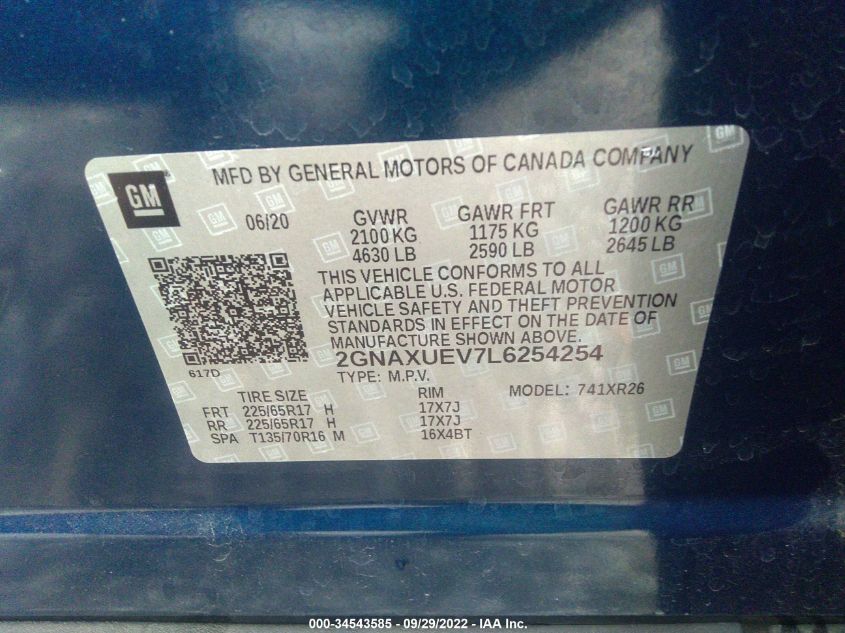 GM
MFD BY GENERAL MOTORS OF CANADA COMPANY
06/20 GVWR GAWR FRT GAWR RR
2100 KG 1175 KG 1200 KG
4630 LB 2590 LB 2645 LB
THIS VEHICLE CONFORMS TO ALL
APPLICABLE U.S. FEDERAL MOTOR
VEHICLE SAFETY AND THEFT PREVENTION
STANDARDS IN EFFECT ON THE DATE OF
MANUFACTURE SHOWN ABOVE.
2GNAXUEV7L6254254
617D
TYPE: M.P.V. MODEL: 741XR26
TIRE SIZE RIM
FRT 225/65R17 H 17X7J
RR 225/65R17 H 17X7J
SPA T135/70R16 M 16X4BT
000-34543585 - 09/29/2022 - IAA Inc.